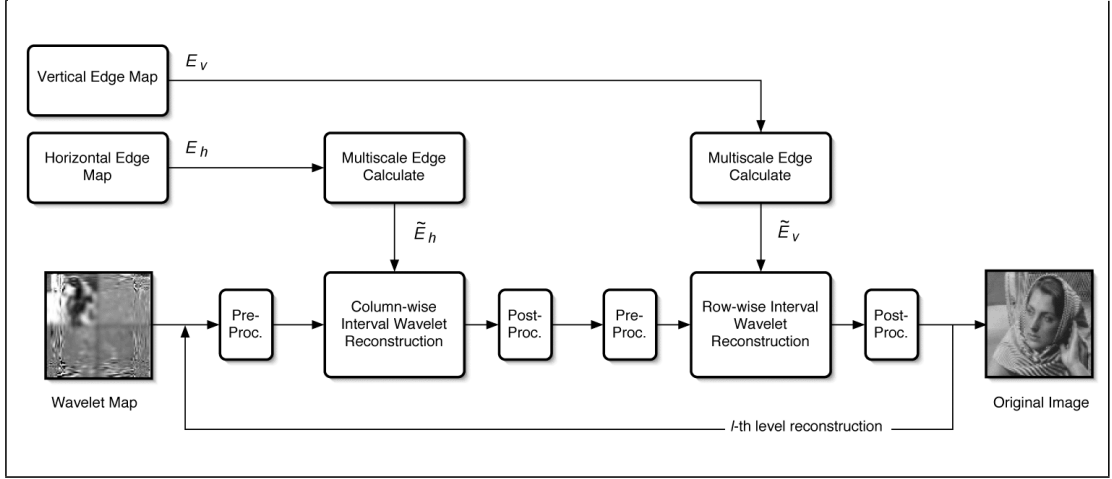 Vertical Edge Map
E v
Horizontal Edge
Map
E h
Multiscale Edge
Calculate
Multiscale Edge
Calculate
Ẽ h
Ẽ v
Pre-
Proc.
Column-wise
Interval Wavelet
Reconstruction
Post-
Proc.
Pre-
Proc.
Row-wise Interval
Wavelet
Reconstruction
Post-
Proc.
Wavelet Map
Original Image
l-th level reconstruction